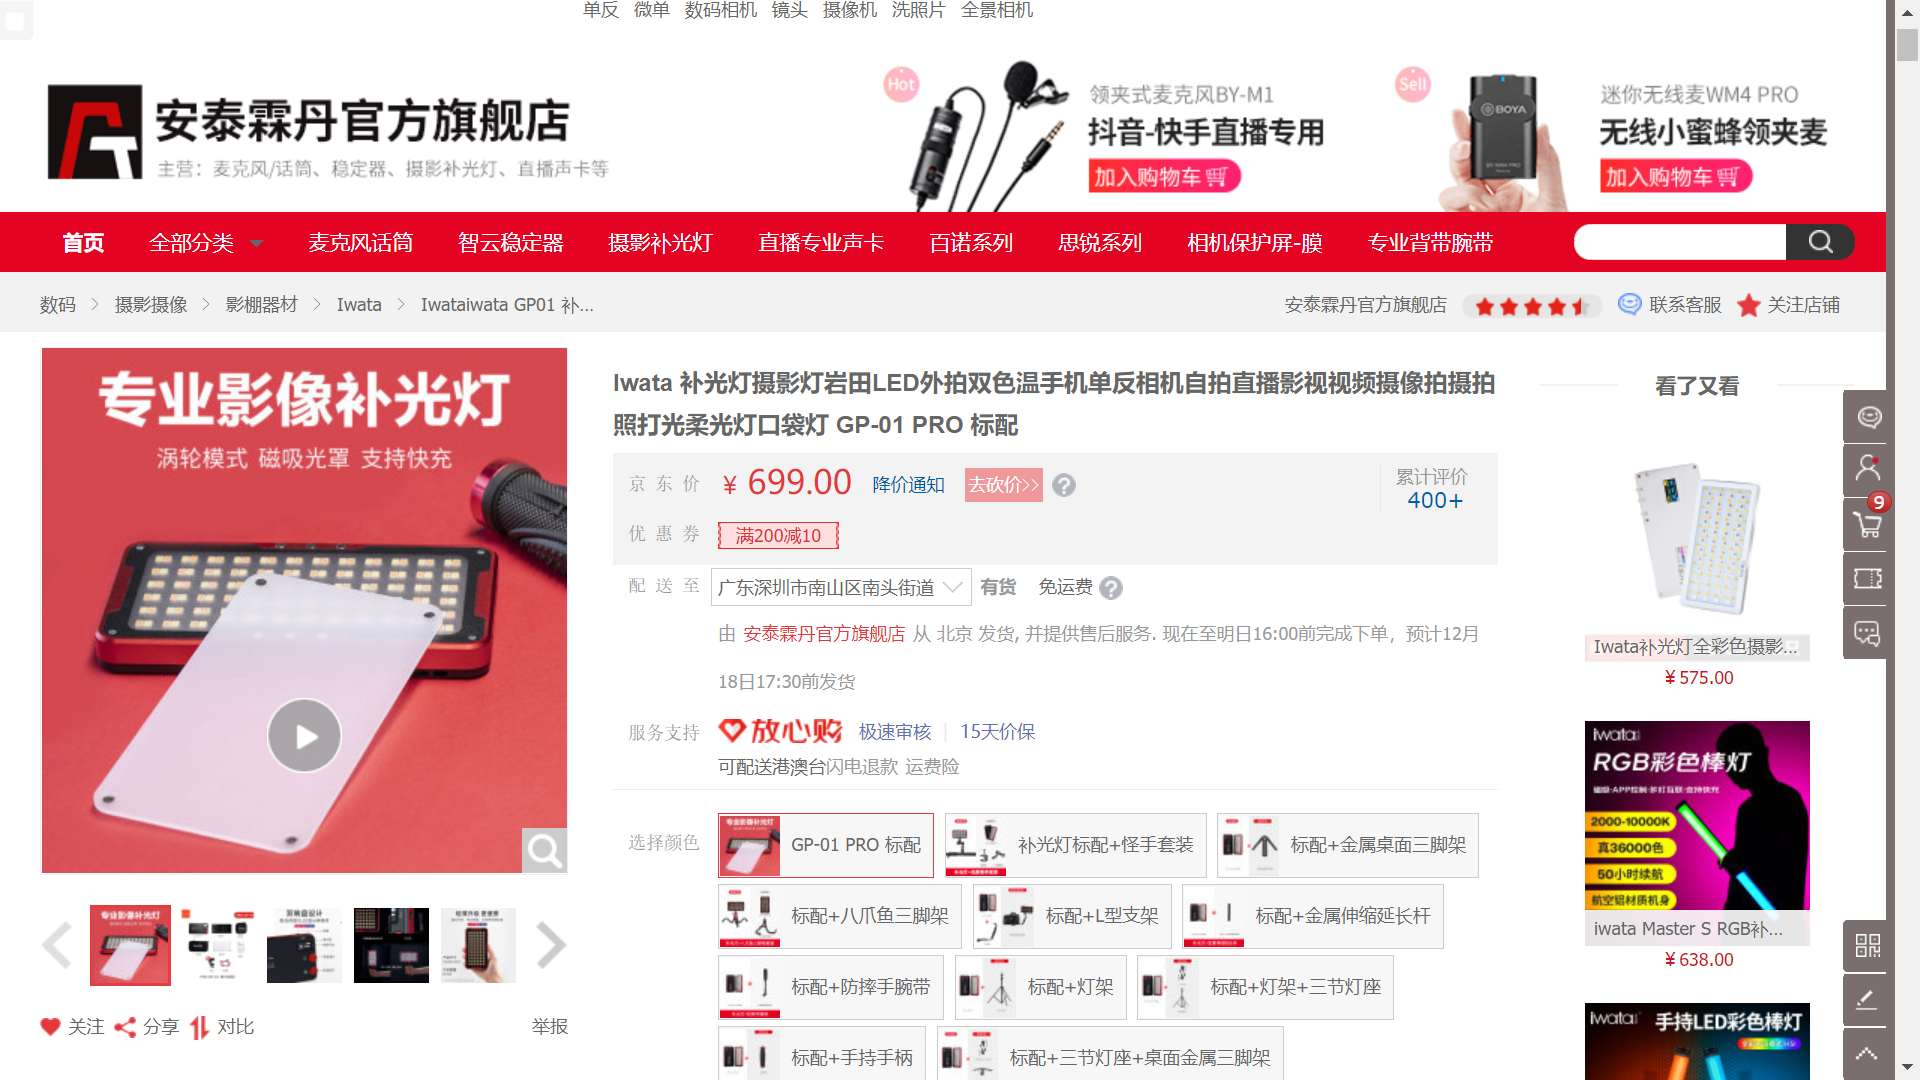 单反 微单 数码相机 镜头 摄像机 洗照片 全景相机
安泰霖丹官方旗舰店
主营：麦克风/话筒、稳定器、摄影补光灯、直播声卡等
Hot
领夹式麦克风BY-M1
抖音-快手直播专用
加入购物车
Sell
BOYA
迷你无线麦WM4 PRO
无线小蜜蜂领夹麦
加入购物车
首页 全部分类 麦克风话筒 智云稳定器 摄影补光灯 直播专业声卡 百诺系列 思锐系列 相机保护屏-膜 专业背带腕带
数码 摄影摄像 影棚器材 Iwata Iwataiwata GP01 补...
安泰霖丹官方旗舰店 联系客服 关注店铺
专业影像补光灯
涡轮模式 磁吸光罩 支持快充
关注 分享 对比 举报
Iwata 补光灯摄影灯岩田LED外拍双色温手机单反相机自拍直播影视视频摄像拍摄拍
照打光柔光灯口袋灯 GP-01 PRO 标配
京东价 ￥ 699.00 降价通知 去砍价>> ?
累计评价
400+
优惠券 满200减10
配送至 广东深圳市南山区南头街道 有货 免运费 ?
由 安泰霖丹官方旗舰店 从 北京 发货, 并提供售后服务. 现在至明日16:00前完成下单，预计12月
18日17:30前发货
服务支持 放心购 极速审核 15天价保
可配送港澳台闪电退款 运费险
选择颜色 GP-01 PRO 标配 补光灯标配+怪手套装 标配+金属桌面三脚架
标配+八爪鱼三脚架 标配+L型支架 标配+金属伸缩延长杆
标配+防摔手腕带 标配+灯架 标配+灯架+三节灯座
标配+手持手柄 标配+三节灯座+桌面金属三脚架
看了又看
Iwata补光灯全彩色摄影...
￥575.00
iwata
RGB彩色棒灯
磁吸·APP控制·多灯互联·支持快充
2000-10000K
真36000色
50小时续航
航空铝材质机身
iwata Master S RGB补...
￥638.00
iwata
手持LED彩色棒灯
9